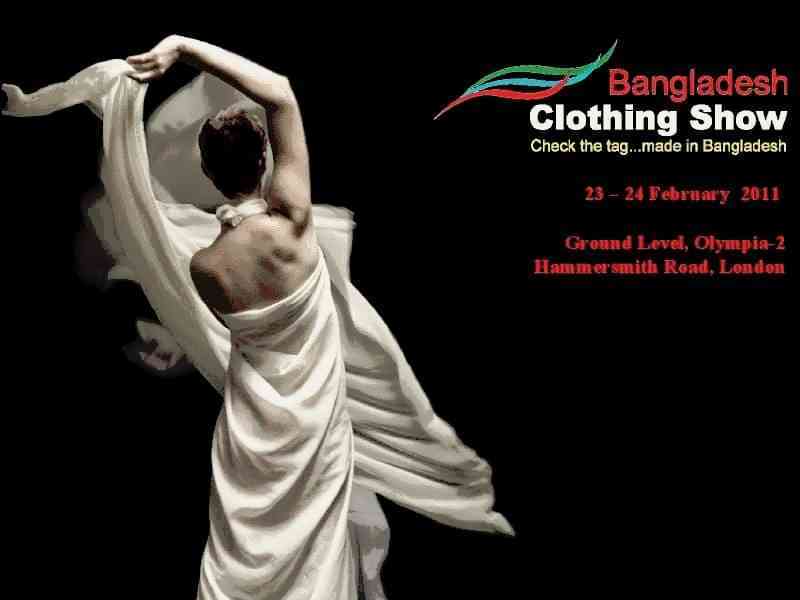 Bangladesh
Clothing Show
Check the tag...made in Bangladesh
23 – 24 February 2011
Ground Level, Olympia-2
Hammersmith Road, London